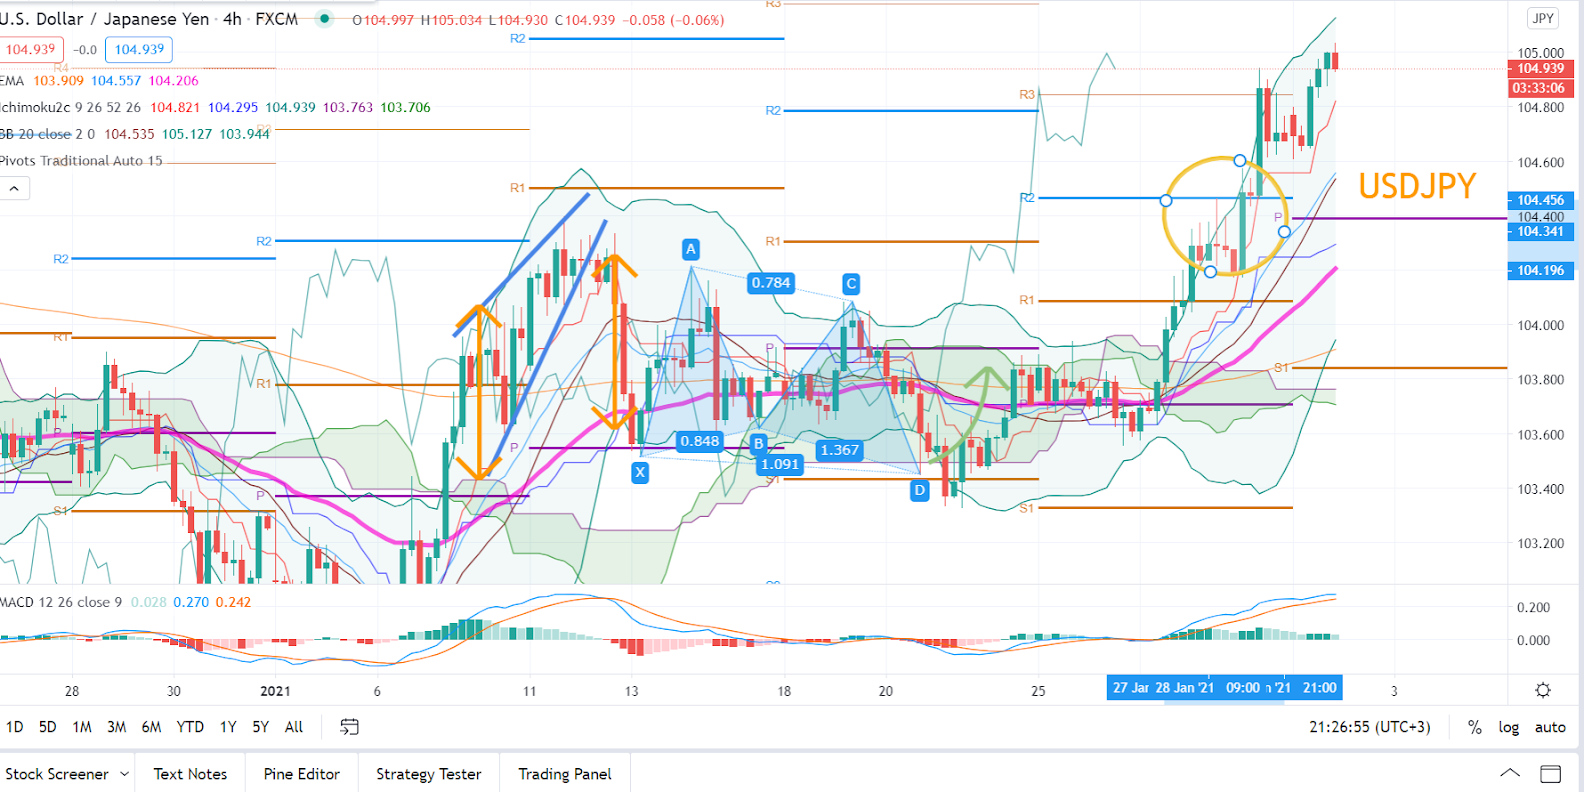 U.S. Dollar / Japanese Yen · 4h · FXCM O104.997 H105.034 L104.930 C104.939 −0.058 (−0.06%)
JPY
104.939 -0.0 104.939
R4
EMA 103.909 104.557 104.206
Ichimoku2c 9 26 52 26 104.821 104.295 104.939 103.763 103.706
BB 20 close 2 0 104.535 105.127 103.944
Pivots Traditional Auto 15
R3
R2
R3
R2
R2
R1
P
S1
R2
R1
P
R1
P
R2
R1
P
S1
R3
R2
R1
S1
P
S1
A
0.784
C
0.848
B
1.091
1.367
X
D
USDJPY
105.000
104.939
03:33:06
104.800
104.600
104.456
104.400
104.341
104.196
104.000
103.800
103.600
103.400
103.200
MACD 12 26 close 9 0.028 0.270 0.242
0.200
0.000
28 30 2021 6 11 13 18 20 25 27 Jar 28 Jan '21 09:00 n '21 21:00 3
1D 5D 1M 3M 6M YTD 1Y 5Y All
21:26:55 (UTC+3) % log auto
Stock Screener Text Notes Pine Editor Strategy Tester Trading Panel